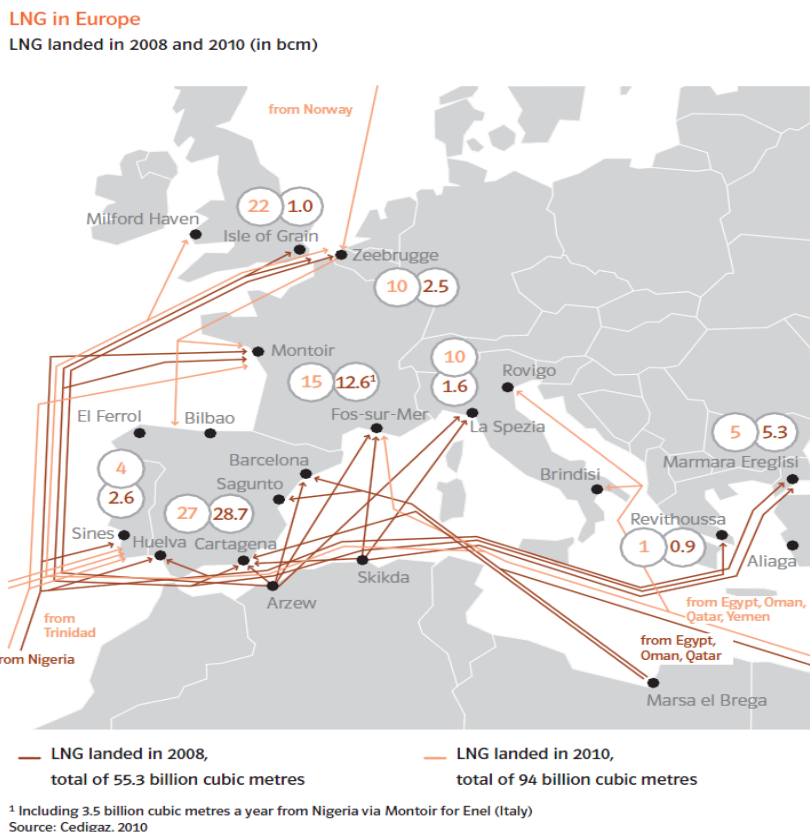 LNG in Europe
LNG landed in 2008 and 2010 (in bcm)
from Norway
22 1.0
Milford Haven
Isle of Grain
Zeebrugge
10 2.5
Montoir
10
1.6
Rovigo
15 12.6¹
El Ferrol
Bilbao
Fos-sur-Mer
La Spezia
5 5.3
Barcelona
Marmara Ereglisi
4
2.6
Sagunto
Brindisi
27 28.7
Sines
Huelva
Cartagena
Revithoussa
1 0.9
Aliaga
Skikda
Arzew
from
Trinidad
from Egypt, Oman,
Qatar, Yemen
rom Nigeria
from Egypt,
Oman, Qatar
Marsa el Brega
LNG landed in 2008,
total of 55.3 billion cubic metres
LNG landed in 2010,
total of 94 billion cubic metres
¹ Including 3.5 billion cubic metres a year from Nigeria via Montoir for Enel (Italy)
Source: Cedigaz, 2010